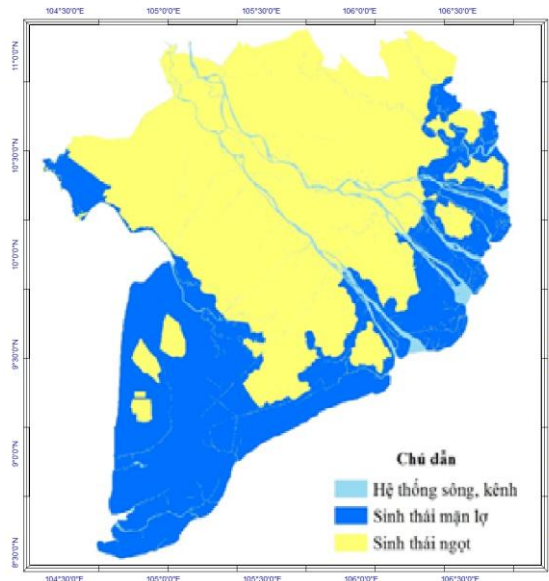 104°30'0"E 105°0'0"E 105°30'0"E 106°0'0"E 106°30'0"E
11°0'0"N
10°30'0"N
10°0'0"N
9°30'0"N
9°0'0"N
8°30'0"N
Chú dẫn
Hệ thống sông, kênh
Sinh thái mặn lợ
Sinh thái ngọt
104°30'0"E 105°0'0"E 105°30'0"E 106°0'0"E 106°30'0"E